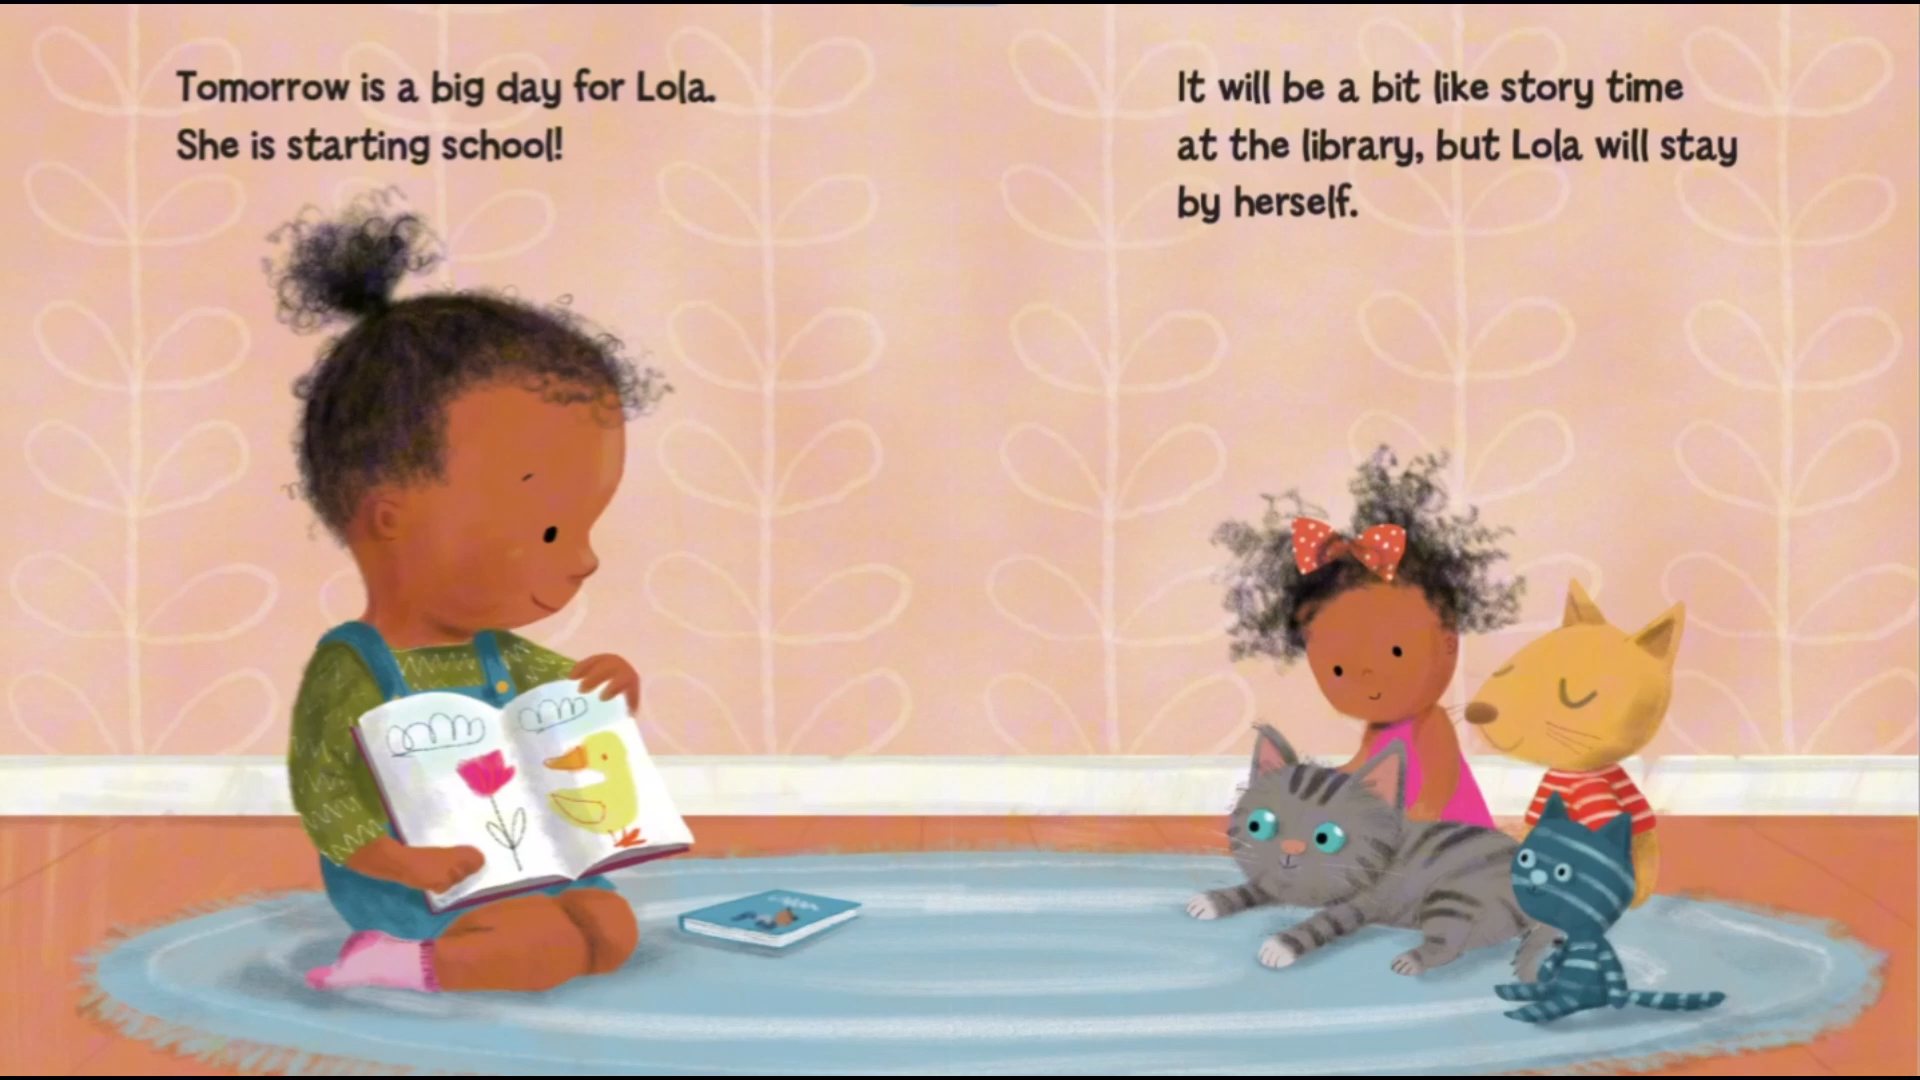 Tomorrow is a big day for Lola.
She is starting school!
It will be a bit like story time
at the library, but Lola will stay
by herself.